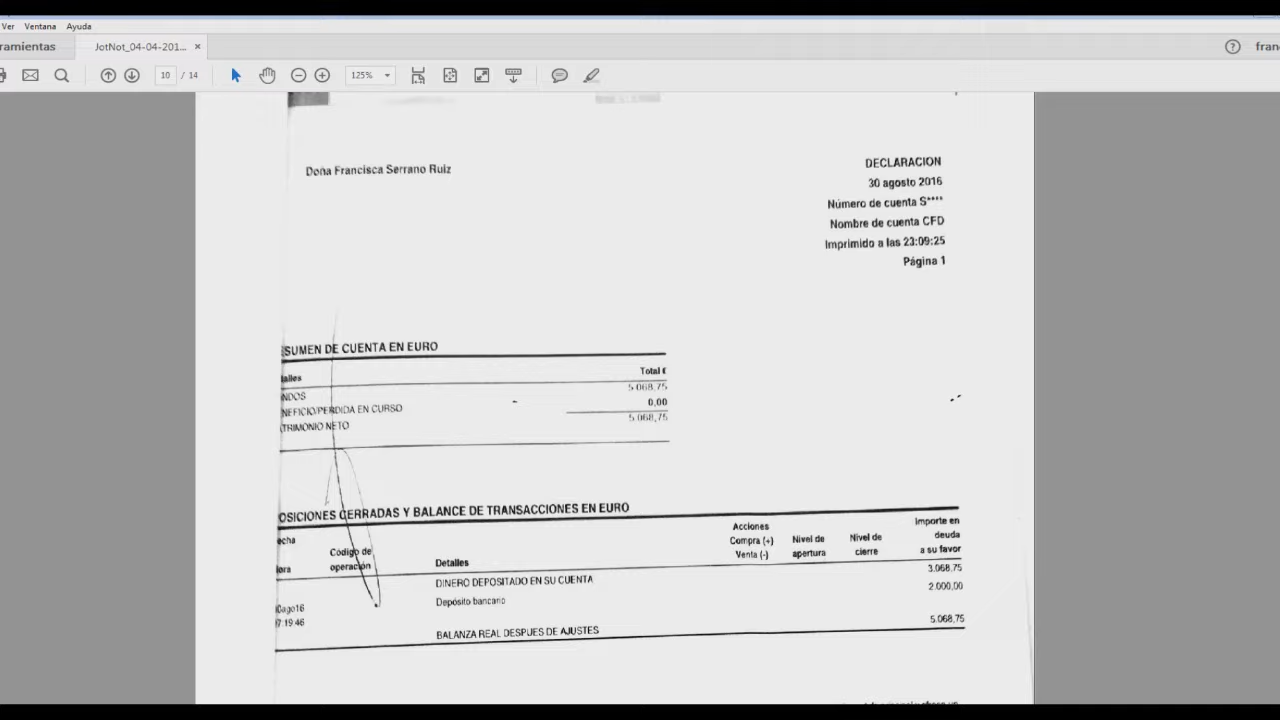 Ver Ventana Ayuda
ramientas JotNot_04-04-201... × fran
10 / 14 125%
Doña Francisca Serrano Ruiz
DECLARACION
30 agosto 2016
Número de cuenta S****
Nombre de cuenta CFD
Imprimido a las 23:09:25
Página 1
SUMEN DE CUENTA EN EURO
talles Total €
NDOS 5.068,75
NEFICIO/PERDIDA EN CURSO 0,00
TRIMONIO NETO 5.068,75
OSICIONES CERRADAS Y BALANCE DE TRANSACCIONES EN EURO
echa
ora
Código de
operación
Detalles
Acciones
Compra (+)
Venta (-)
Nivel de
apertura
Nivel de
cierre
Importe en
deuda
a su favor
DINERO DEPOSITADO EN SU CUENTA 3.068,75
0ago16
7:19:46
Depósito bancario 2.000,00
BALANZA REAL DESPUES DE AJUSTES 5.068,75